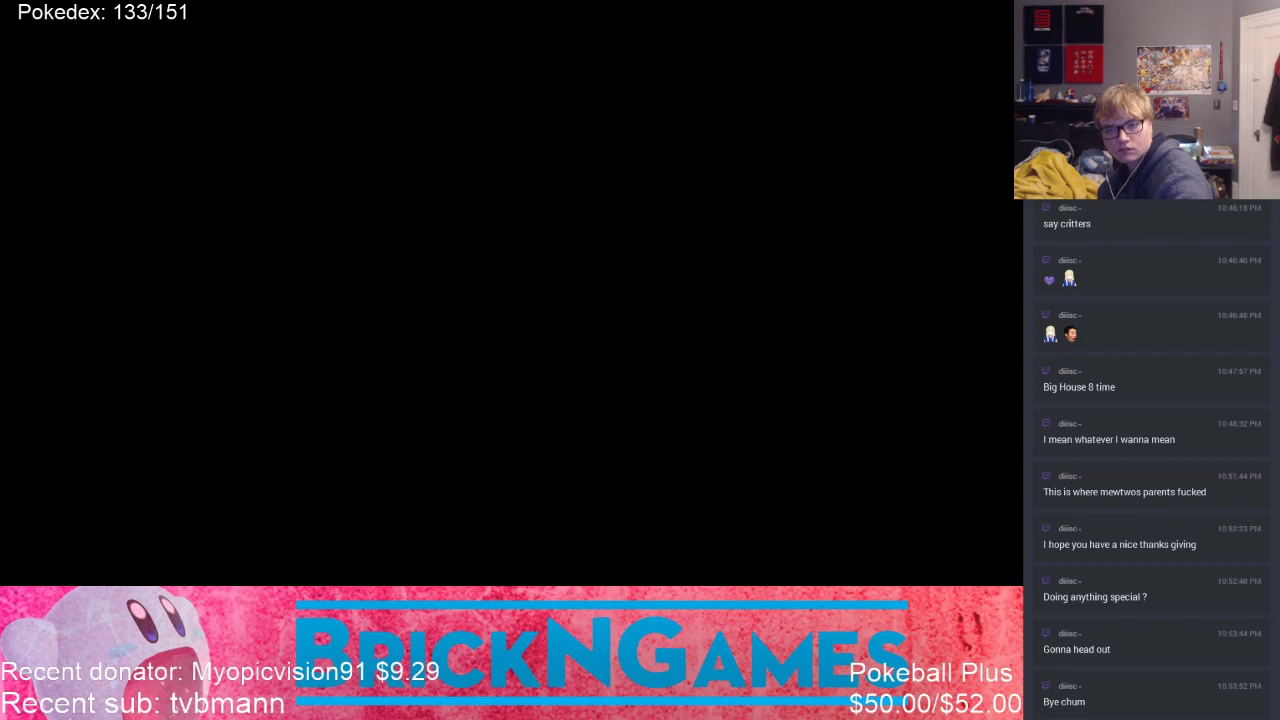 Pokedex: 133/151
diiisc
10:46:18 PM
say critters
diiisc
10:46:40 PM
diiisc
10:46:48 PM
diiisc
10:47:57 PM
Big House 8 time
diiisc
10:48:32 PM
I mean whatever I wanna mean
diiisc
10:51:44 PM
This is where mewtwos parents fucked
diiisc
10:52:23 PM
I hope you have a nice thanks giving
diiisc
10:52:48 PM
Doing anything special ?
diiisc
10:53:44 PM
Gonna head out
diiisc
10:53:52 PM
Bye chum
BRICKNGAMES
Recent donator: Myopicvision91 $9.29
Recent sub: tvbmann
Pokeball Plus
$50.00/$52.00